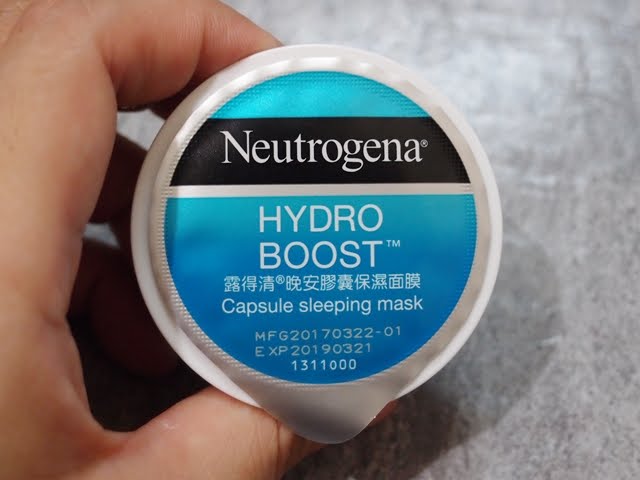 Neutrogena®
HYDRO
BOOST™
露得清®晚安膠囊保濕面膜
Capsule sleeping mask
MFG20170322-01
EXP20190321
1311000